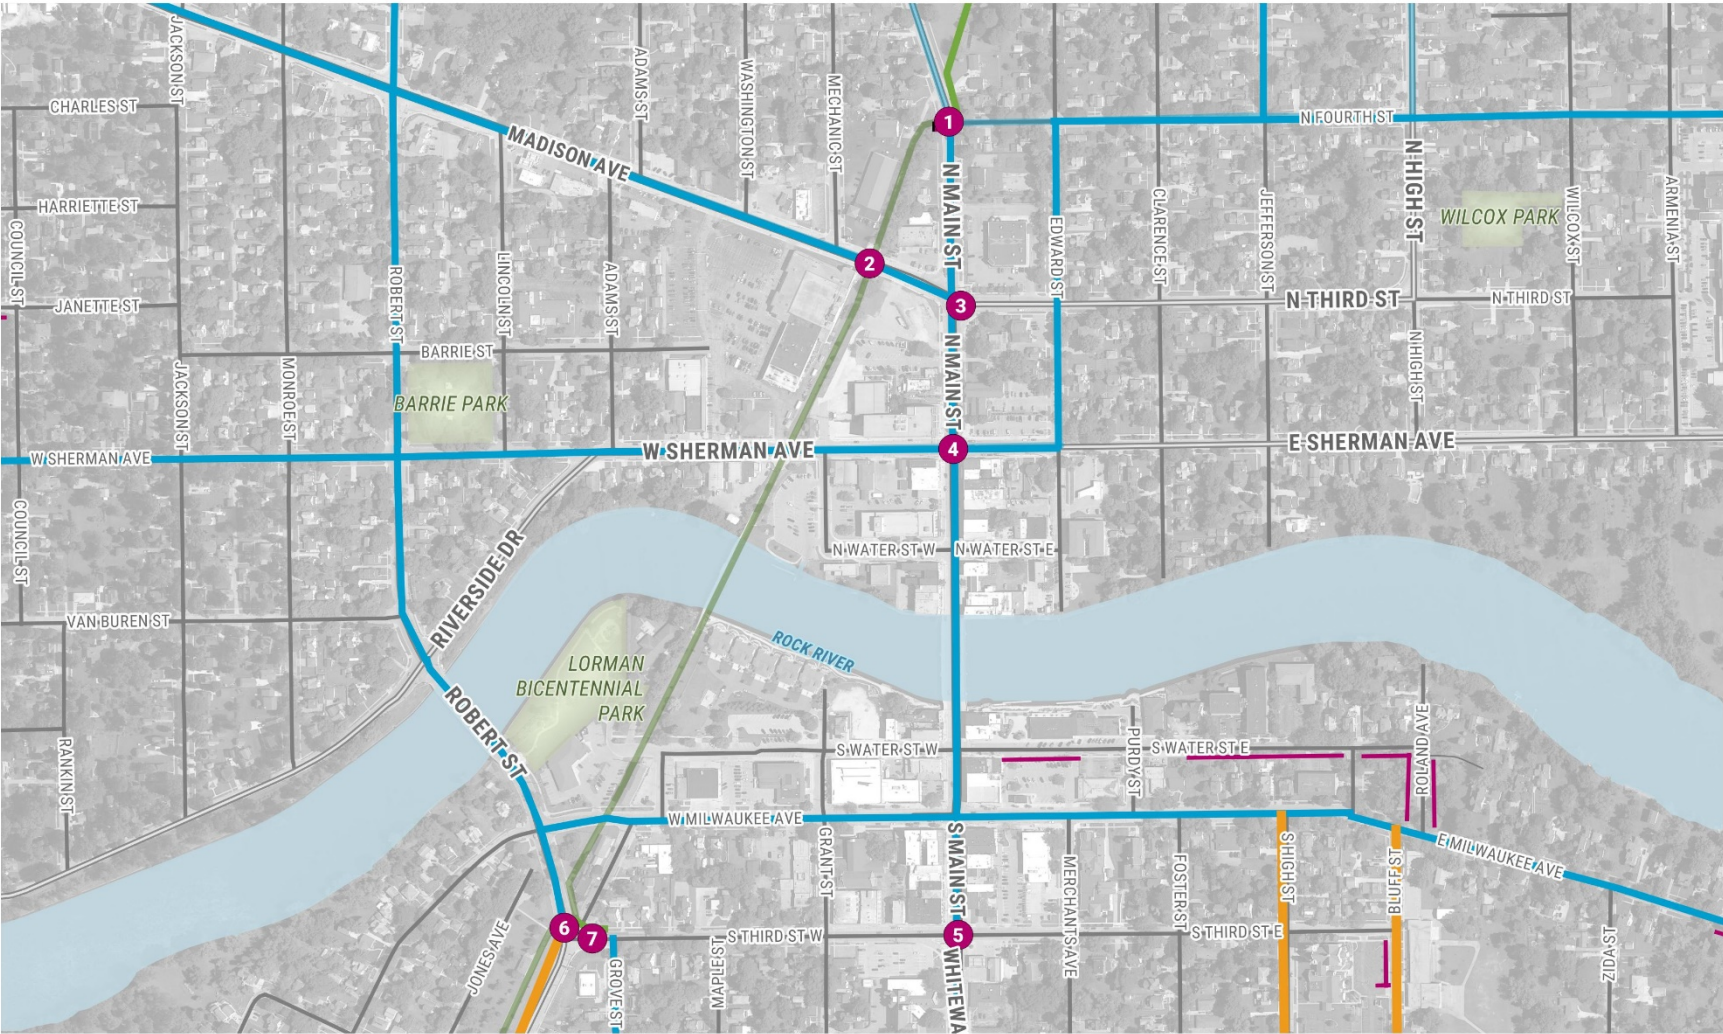 JACKSON ST
CHARLES ST
ADAMS ST
WASHINGTON ST
MECHANIC ST
1
N FOURTH ST
MADISON AVE
N MAIN ST
N HIGH ST
HARRIETTE ST
COUNCIL ST
WILCOX PARK
WILCOX ST
ARMENIA ST
CLARENCE ST
JEFFERSON ST
EDWARD ST
2
ROBERT ST
LINCOLN ST
ADAMS ST
JANETTE ST
3
N THIRD ST
N THIRD ST
BARRIE ST
N MAIN ST
N HIGH ST
JACKSON ST
MONROE ST
BARRIE PARK
W SHERMAN AVE
W SHERMAN AVE
4
E SHERMAN AVE
COUNCIL ST
RIVERSIDE DR
N WATER ST W
N WATER ST E
VAN BUREN ST
ROCK RIVER
LORMAN
BICENTENNIAL
PARK
ROBERT ST
RANKIN ST
S WATER ST W
PURDY ST
S WATER ST E
ROLAND AVE
W MILWAUKEE AVE
GRANT ST
S MAIN ST
MERCHANTS AVE
FOSTER ST
S HIGH ST
BLUFF ST
E MILWAUKEE AVE
6
7
JONES AVE
GROVE ST
MAPLE ST
S THIRD ST W
5
S THIRD ST E
WHITEWA
ZIDA ST